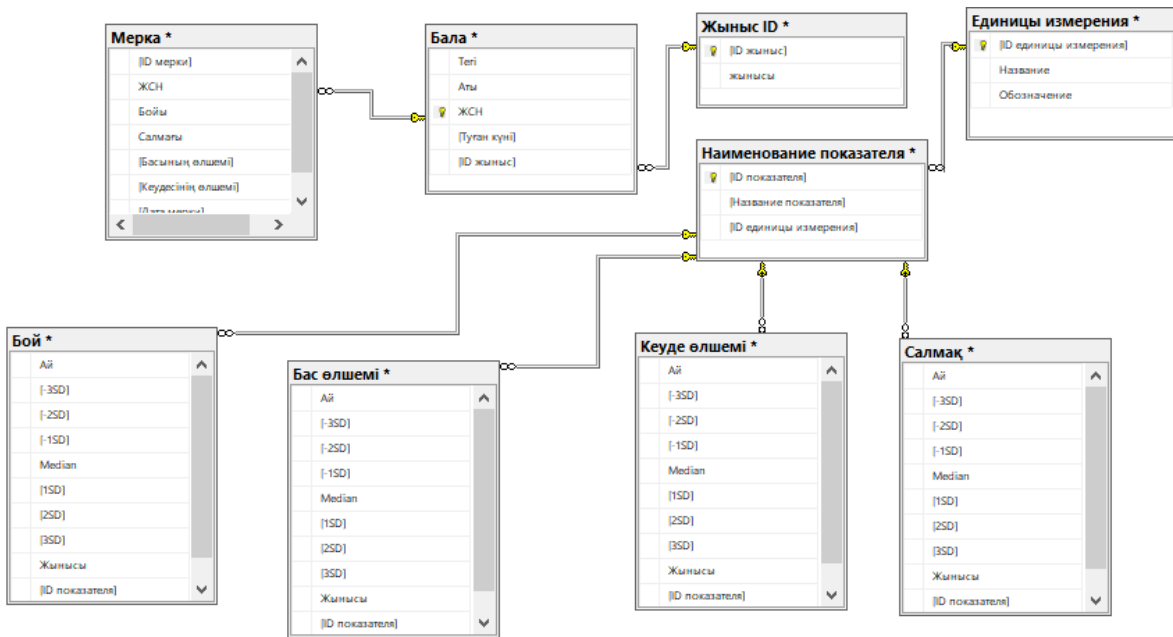 Мерка *
[ID мерки]
ЖСН
Бойы
Салмағы
[Басының өлшемі]
[Кеудесінің өлшемі]
[Дата мерки]
Бала *
Тегі
Аты
ЖСН
[Туған күні]
[ID жыныс]
Жыныс ID *
[ID жыныс]
жынысы
Единицы измерения *
[ID единицы измерения]
Название
Обозначение
Наименование показателя *
[ID показателя]
[Название показателя]
[ID единицы измерения]
Бой *
Ай
[-3SD]
[-2SD]
[-1SD]
Median
[1SD]
[2SD]
[3SD]
Жынысы
[ID показателя]
Бас өлшемі *
Ай
[-3SD]
[-2SD]
[-1SD]
Median
[1SD]
[2SD]
[3SD]
Жынысы
[ID показателя]
Кеуде өлшемі *
Ай
[-3SD]
[-2SD]
[-1SD]
Median
[1SD]
[2SD]
[3SD]
Жынысы
[ID показателя]
Салмақ *
Ай
[-3SD]
[-2SD]
[-1SD]
Median
[1SD]
[2SD]
[3SD]
Жынысы
[ID показателя]